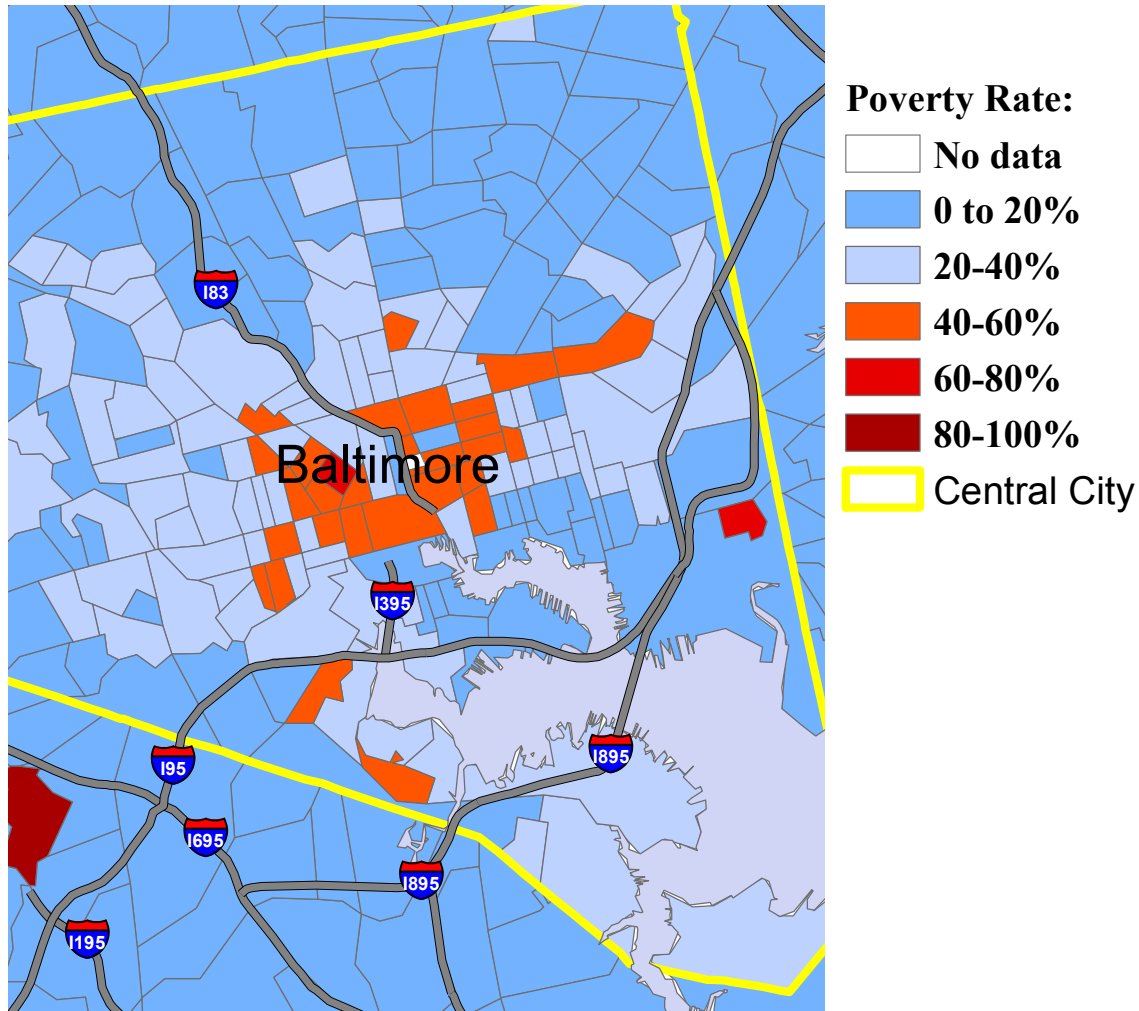 Poverty Rate:
No data
0 to 20%
20-40%
40-60%
60-80%
80-100%
Central City
I83
Baltimore
I395
I95
I895
I695
I895
I195